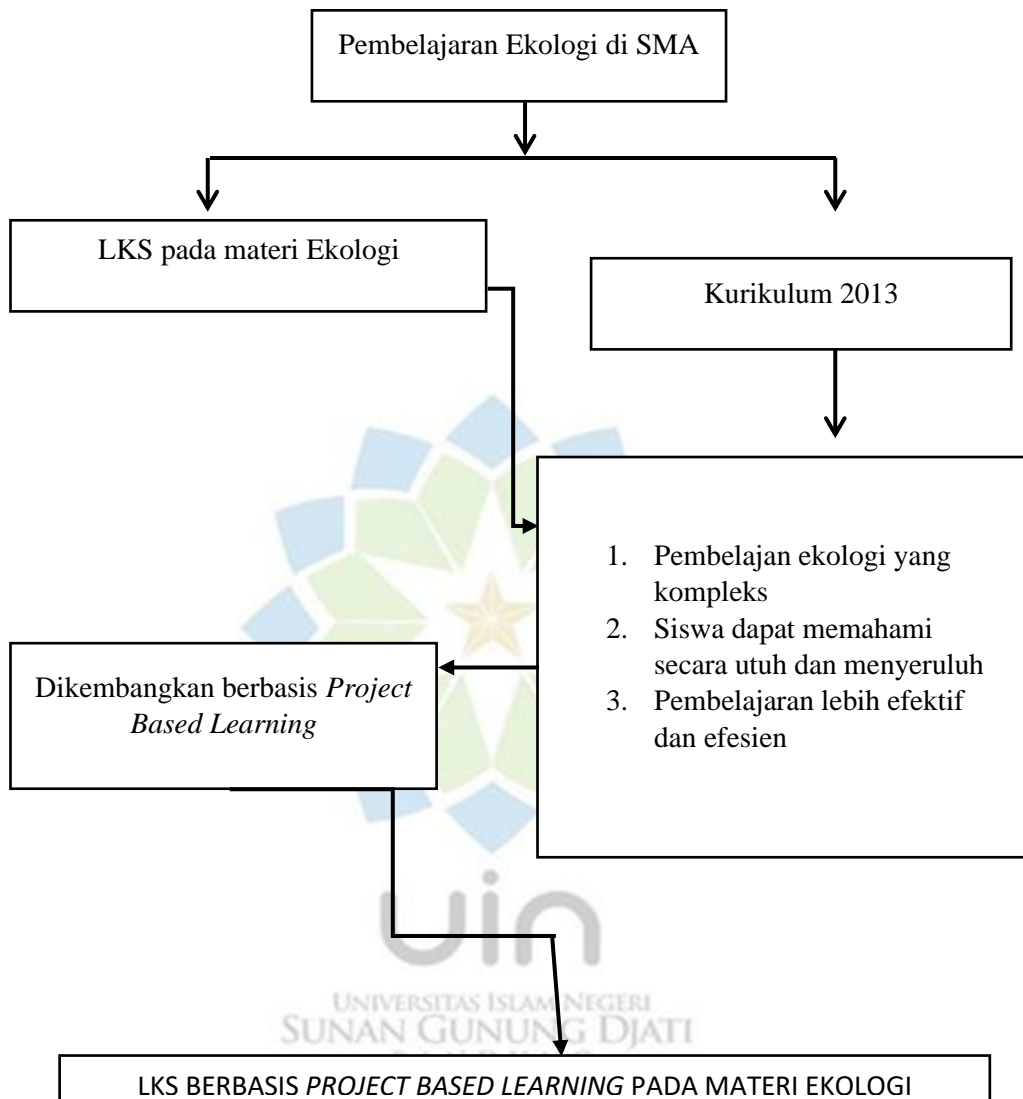 Pembelajaran Ekologi di SMA
LKS pada materi Ekologi
Kurikulum 2013
1. Pembelajan ekologi yang
kompleks
2. Siswa dapat memahami
secara utuh dan menyeruluh
3. Pembelajaran lebih efektif
dan efesien
Dikembangkan berbasis Project
Based Learning
uin
UNIVERSITAS ISLAM NEGERI
SUNAN GUNUNG DJATI
LKS BERBASIS PROJECT BASED LEARNING PADA MATERI EKOLOGI